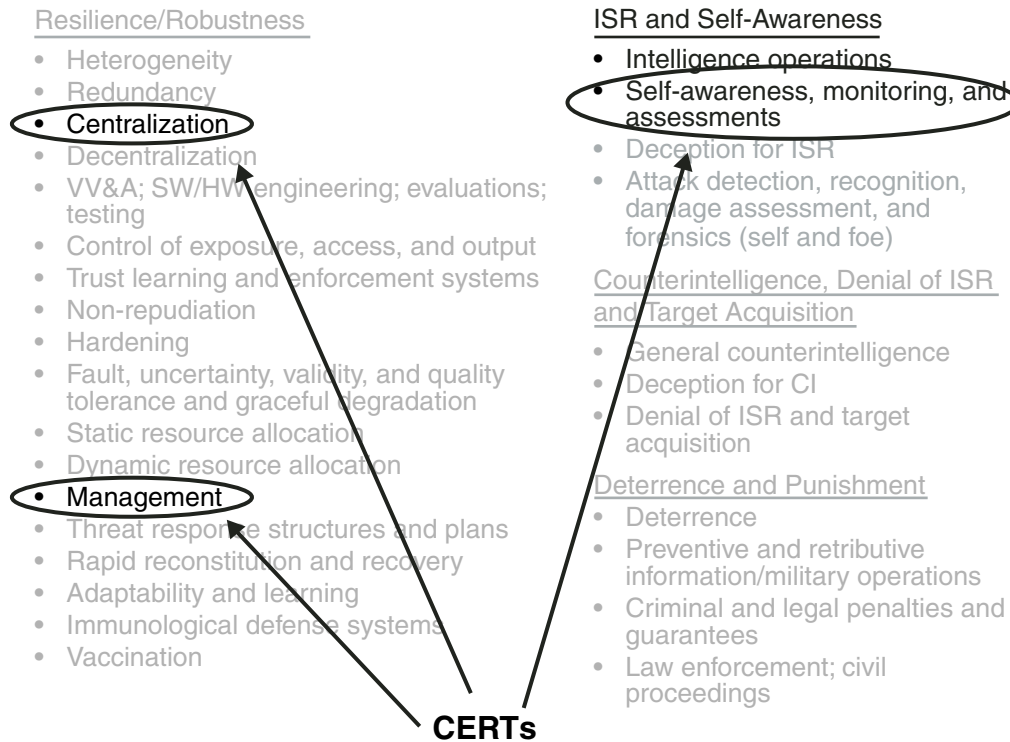 Resilience/Robustness
• Heterogeneity
• Redundancy
• Centralization
• Decentralization
• VV&A; SW/HW engineering; evaluations;
testing
• Control of exposure, access, and output
• Trust learning and enforcement systems
• Non-repudiation
• Hardening
• Fault, uncertainty, validity, and quality
tolerance and graceful degradation
• Static resource allocation
• Dynamic resource allocation
• Management
• Threat response structures and plans
• Rapid reconstitution and recovery
• Adaptability and learning
• Immunological defense systems
• Vaccination
ISR and Self-Awareness
• Intelligence operations
• Self-awareness, monitoring, and
assessments
• Deception for ISR
• Attack detection, recognition,
damage assessment, and
forensics (self and foe)
Counterintelligence, Denial of ISR
and Target Acquisition
• General counterintelligence
• Deception for CI
• Denial of ISR and target
acquisition
Deterrence and Punishment
• Deterrence
• Preventive and retributive
information/military operations
• Criminal and legal penalties and
guarantees
• Law enforcement; civil
proceedings
CERTs